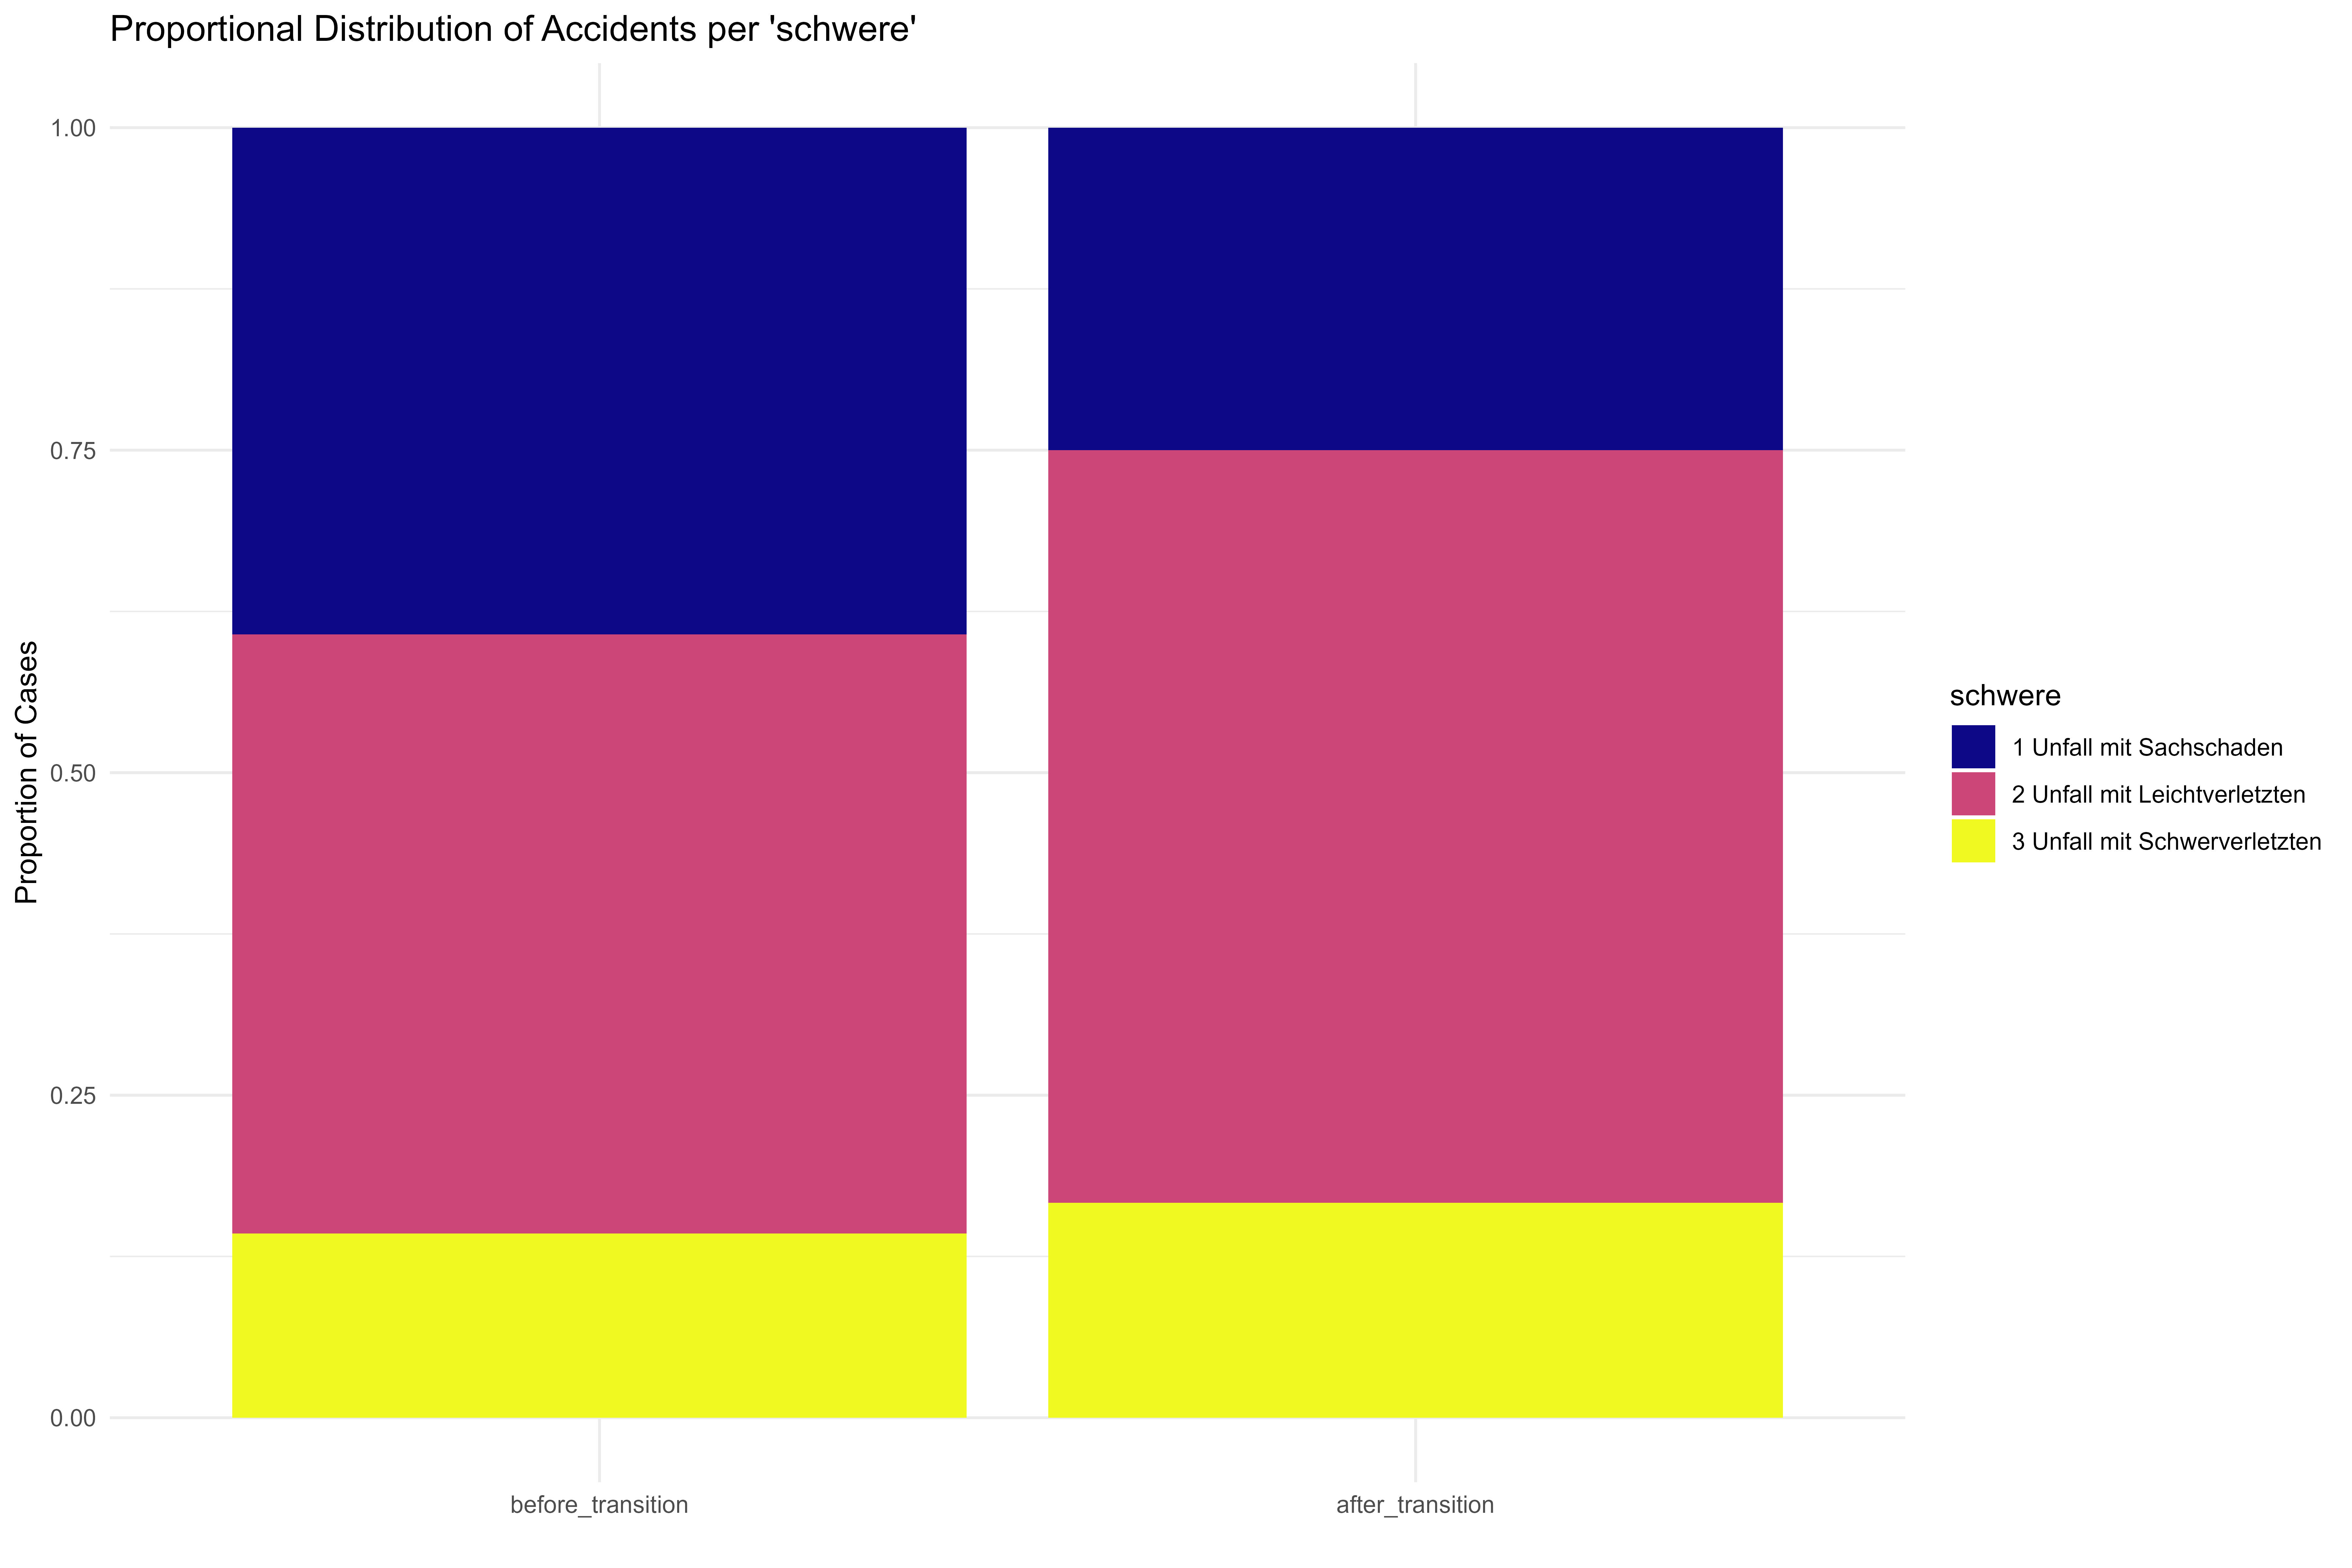 Proportional Distribution of Accidents per 'schwere'
1.00
0.75
0.50
0.25
0.00
Proportion of Cases
before_transition
after_transition
schwere
1 Unfall mit Sachschaden
2 Unfall mit Leichtverletzten
3 Unfall mit Schwerverletzten